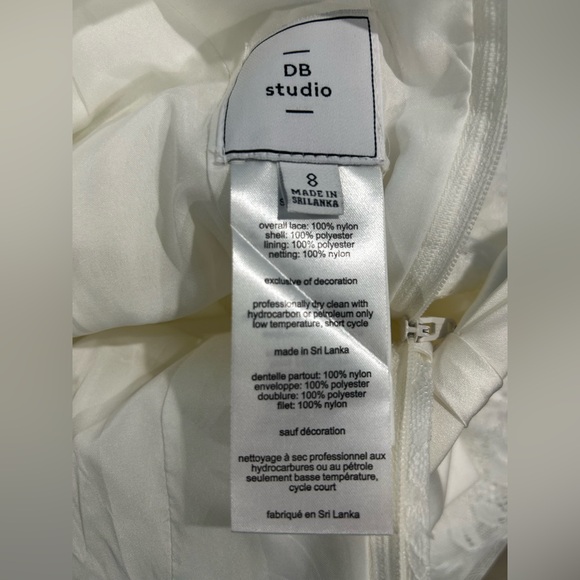 DB
studio
8
MADE IN
SRI LANKA
S
overall lace: 100% nylon
shell: 100% polyester
lining: 100% polyester
netting: 100% nylon
exclusive of decoration
professionally dry clean with
hydrocarbon or petroleum only
low temperature, short cycle
made in Sri Lanka
dentelle partout: 100% nylon
enveloppe: 100% polyester
doublure: 100% polyester
filet: 100% nylon
sauf décoration
nettoyage à sec professionnel aux
hydrocarbures ou au pétrole
seulement basse température,
cycle court
fabriqué en Sri Lanka